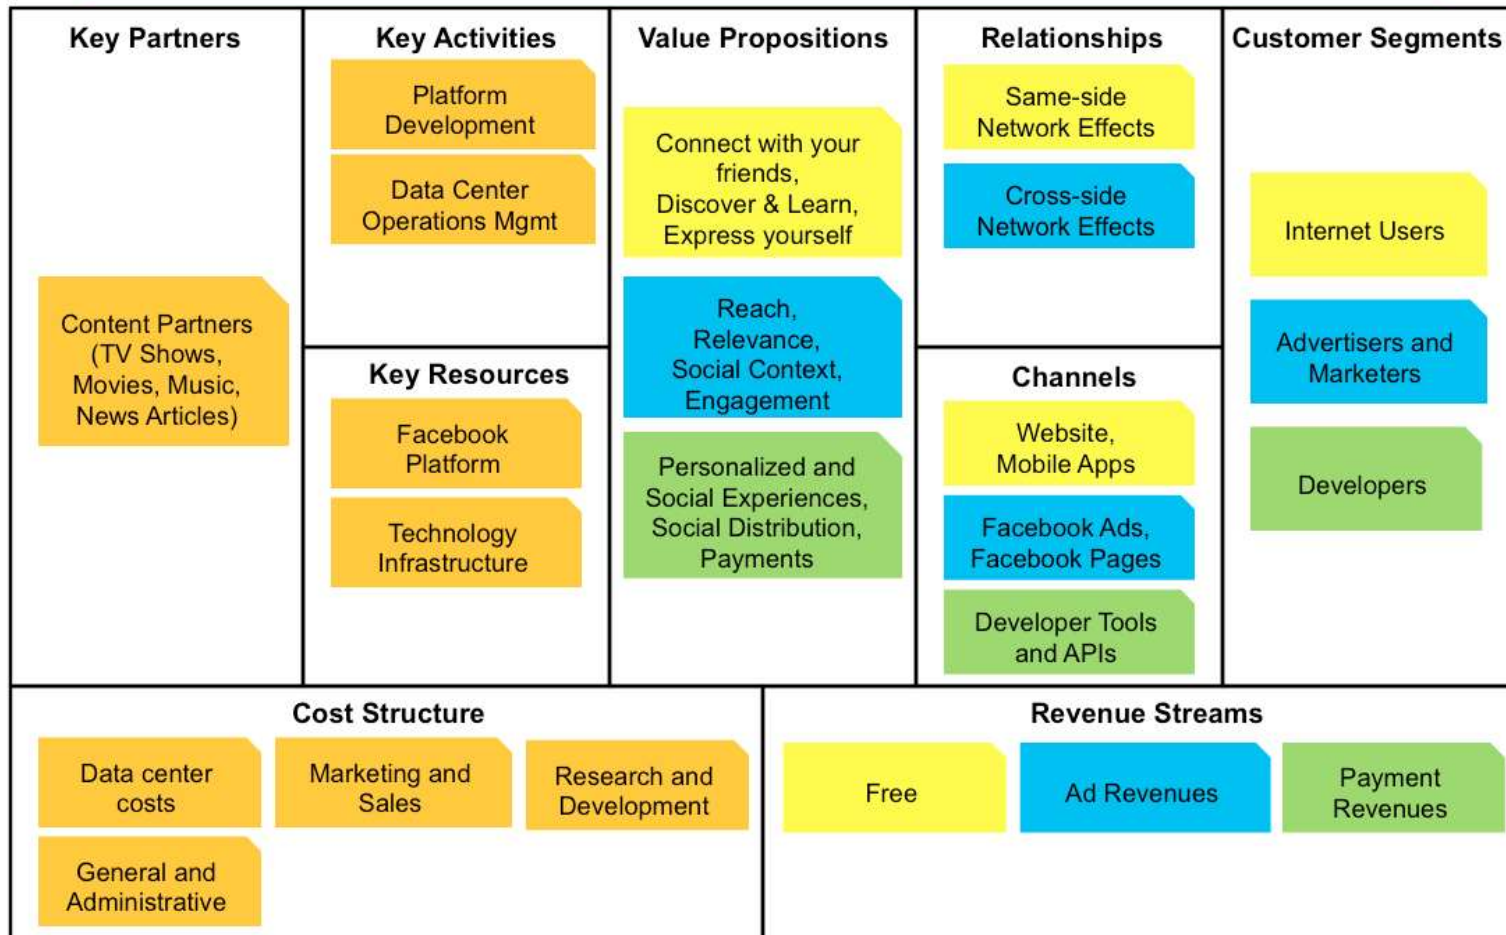 Key Partners
Content Partners
(TV Shows,
Movies, Music,
News Articles)
Key Activities
Platform
Development
Data Center
Operations Mgmt
Key Resources
Facebook
Platform
Technology
Infrastructure
Value Propositions
Connect with your
friends,
Discover & Learn,
Express yourself
Reach,
Relevance,
Social Context,
Engagement
Personalized and
Social Experiences,
Social Distribution,
Payments
Relationships
Same-side
Network Effects
Cross-side
Network Effects
Channels
Website,
Mobile Apps
Facebook Ads,
Facebook Pages
Developer Tools
and APIs
Customer Segments
Internet Users
Advertisers and
Marketers
Developers
Cost Structure
Data center
costs
Marketing and
Sales
Research and
Development
General and
Administrative
Revenue Streams
Free
Ad Revenues
Payment
Revenues